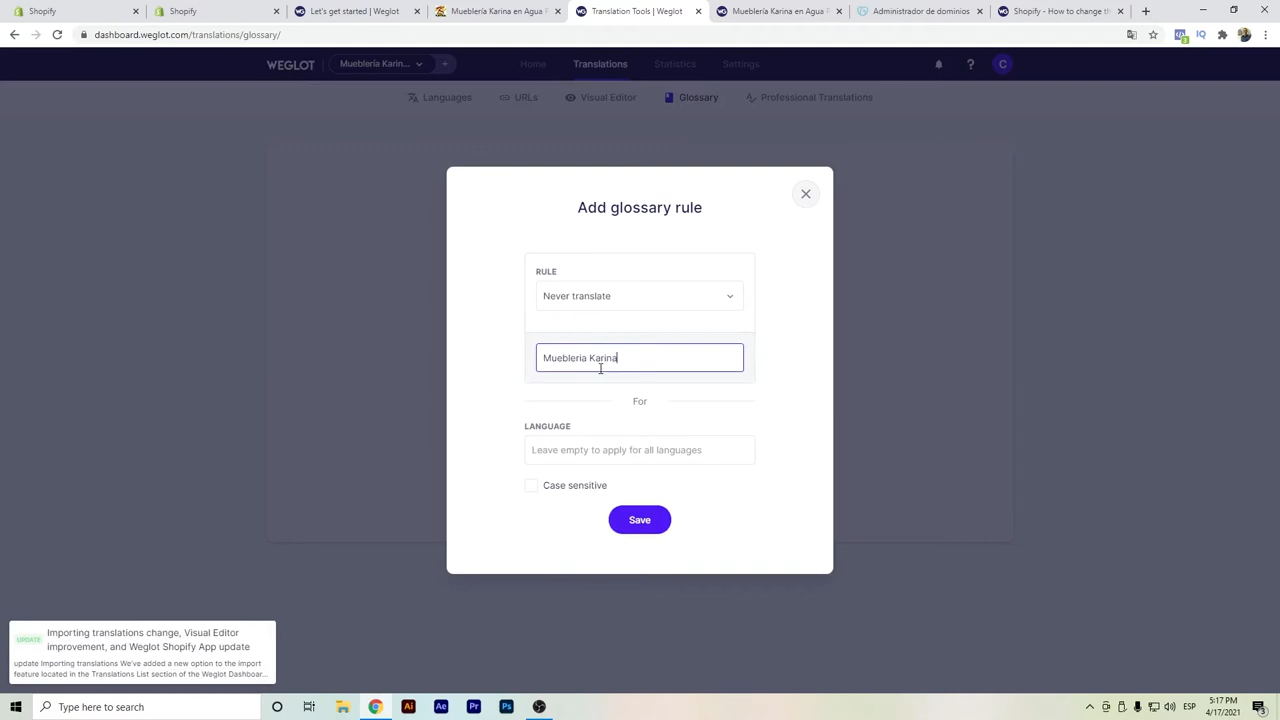 Shopify
Shopify
Let's get started | Weglot
Mueblería Karina en Agua P
Translation Tools | Weglot
Mueblería Karina en Agua P
Administrador de dominios
Shopify - How to change th
dashboard.weglot.com/translations/glossary/
WEGLOT
Mueblería Karin...
Home
Translations
Statistics
Settings
C
Languages
URLs
Visual Editor
Glossary
Professional Translations
Add glossary rule
RULE
Never translate
Muebleria Karina
For
LANGUAGE
Leave empty to apply for all languages
Case sensitive
Save
UPDATE
Importing translations change, Visual Editor
improvement, and Weglot Shopify App update
update Importing translations We've added a new option to the import
feature located in the Translations List section of the Weglot Dashboar...
Type here to search
Ai
Ae
Pr
Ps
ESP
5:17 PM
4/17/2021